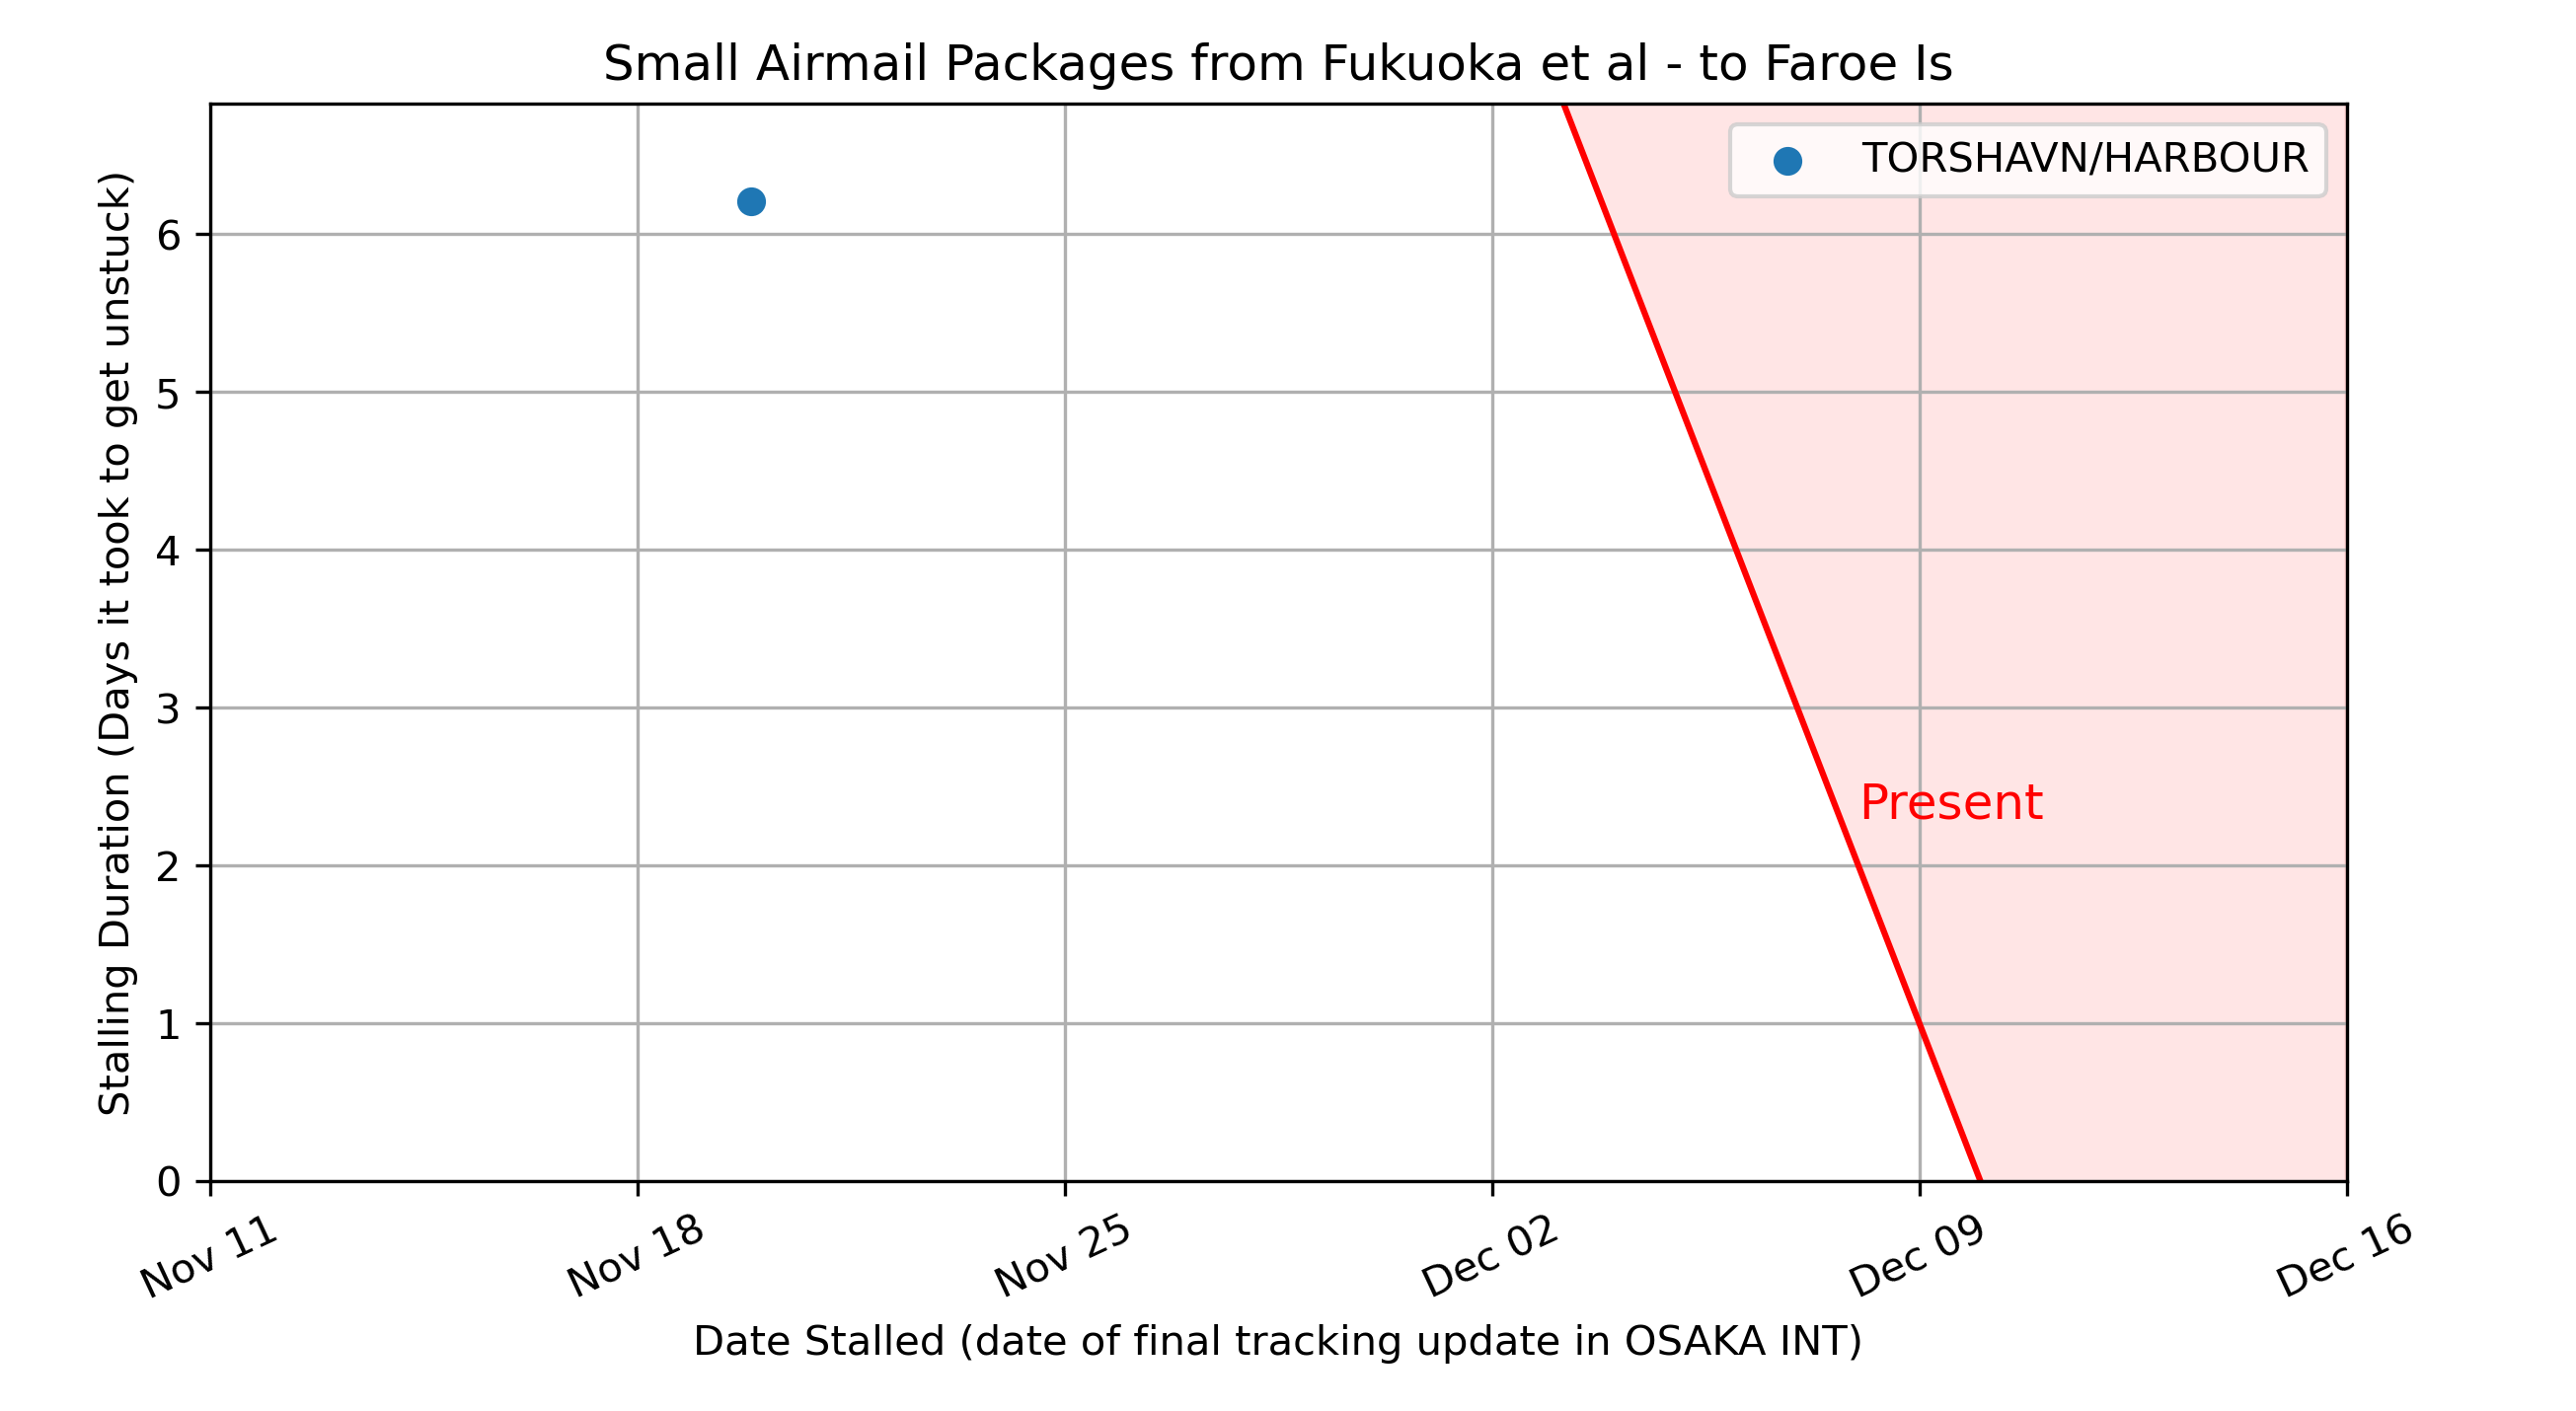 Small Airmail Packages from Fukuoka et al - to Faroe Is
TORSHAVN/HARBOUR
Stalling Duration (Days it took to get unstuck)
6
5
4
3
2
1
0
Present
Nov 11
Nov 18
Nov 25
Dec 02
Dec 09
Dec 16
Date Stalled (date of final tracking update in OSAKA INT)